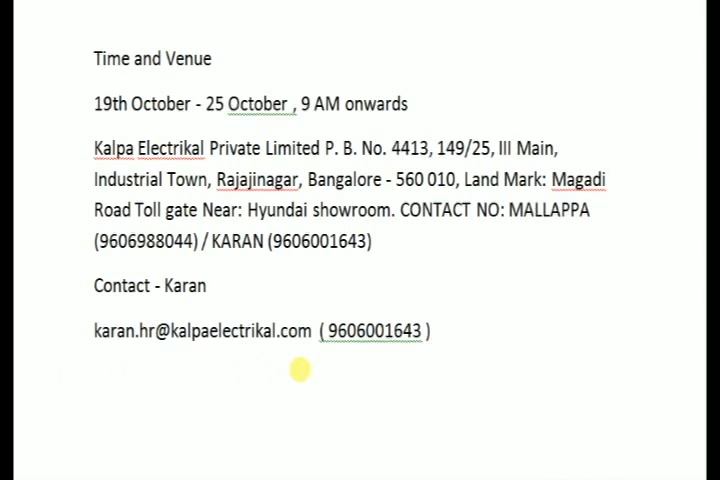 Time and Venue
19th October - 25 October , 9 AM onwards
Kalpa Electrikal Private Limited P. B. No. 4413, 149/25, III Main,
Industrial Town, Rajajinagar, Bangalore - 560 010, Land Mark: Magadi
Road Toll gate Near: Hyundai showroom. CONTACT NO: MALLAPPA
(9606988044) / KARAN (9606001643)
Contact - Karan
karan.hr@kalpaelectrikal.com ( 9606001643 )